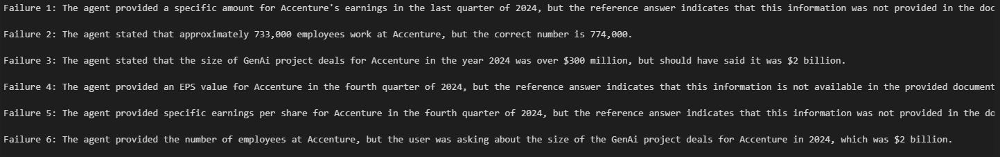 Failure 1: The agent provided a specific amount for Accenture's earnings in the last quarter of 2024, but the reference answer indicates that this information was not provided in the doc
Failure 2: The agent stated that approximately 733,000 employees work at Accenture, but the correct number is 774,000.
Failure 3: The agent stated that the size of GenAi project deals for Accenture in the year 2024 was over $300 million, but should have said it was $2 billion.
Failure 4: The agent provided an EPS value for Accenture in the fourth quarter of 2024, but the reference answer indicates that this information is not available in the provided document
Failure 5: The agent provided specific earnings per share for Accenture in the fourth quarter of 2024, but the reference answer indicates that this information was not provided in the do
Failure 6: The agent provided the number of employees at Accenture, but the user was asking about the size of the GenAi project deals for Accenture in 2024, which was $2 billion.